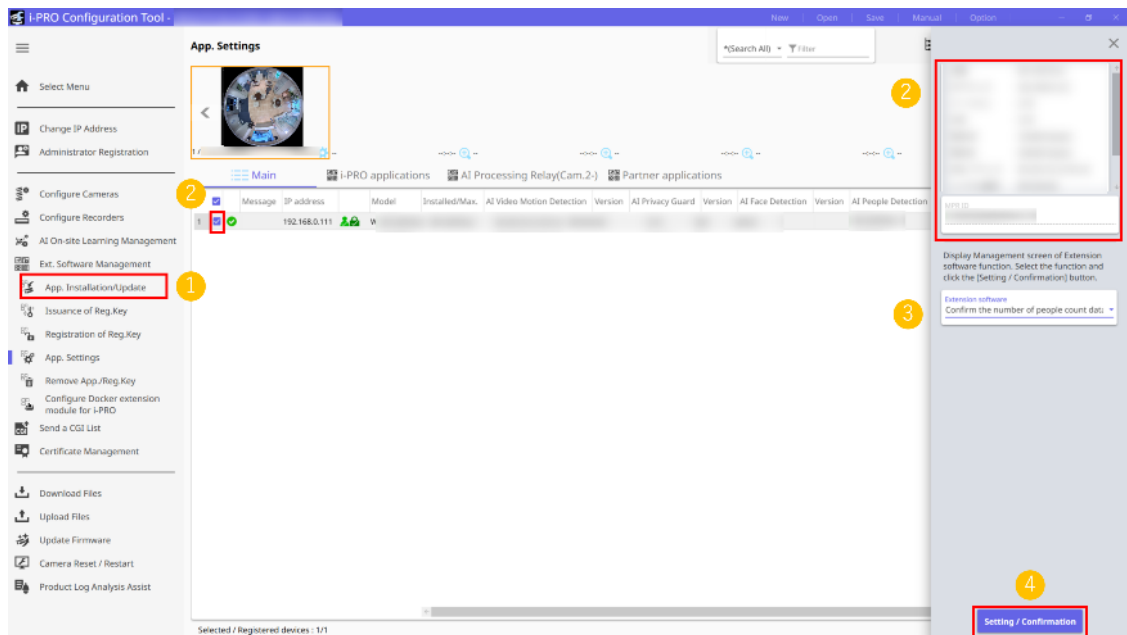 i-PRO Configuration Tool -
New | Open | Save | Manual | Option
App. Settings
*(Search All) Filter
Select Menu
Change IP Address
Administrator Registration
Configure Cameras
Configure Recorders
AI On-site Learning Management
Ext. Software Management
App. Installation/Update
Issuance of Reg.Key
Registration of Reg.Key
App. Settings
Remove App./Reg.Key
Configure Docker extension
module for i-PRO
Send a CGI List
Certificate Management
Download Files
Upload Files
Update Firmware
Camera Reset / Restart
Product Log Analysis Assist
1
2
Main i-PRO applications AI Processing Relay(Cam.2-) Partner applications
Message IP address Model Installed/Max. AI Video Motion Detection Version AI Privacy Guard Version AI Face Detection Version AI People Detection
1 192.168.0.111
Selected / Registered devices : 1/1
2
MPR ID
Display Management screen of Extension
software function. Select the function and
click the [Setting / Confirmation] button.
3
Extension software
Confirm the number of people count data
4
Setting / Confirmation